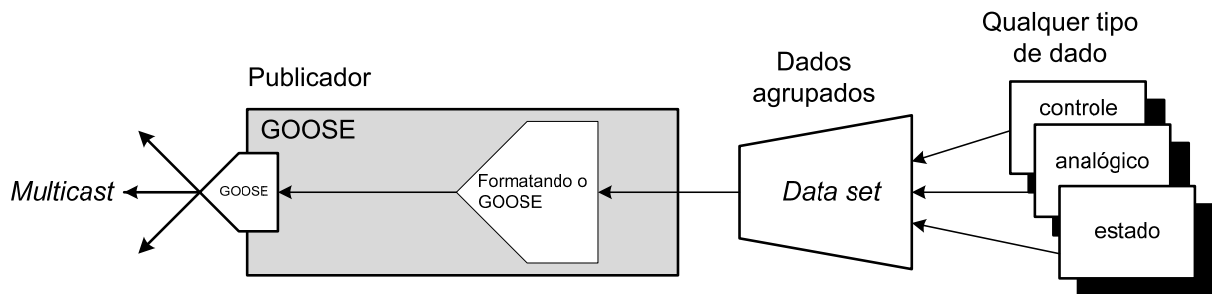 Qualquer tipo
de dado
Dados
agrupados
Publicador
GOOSE
controle
analógico
estado
Formatando o
GOOSE
GOOSE
Multicast
Data set